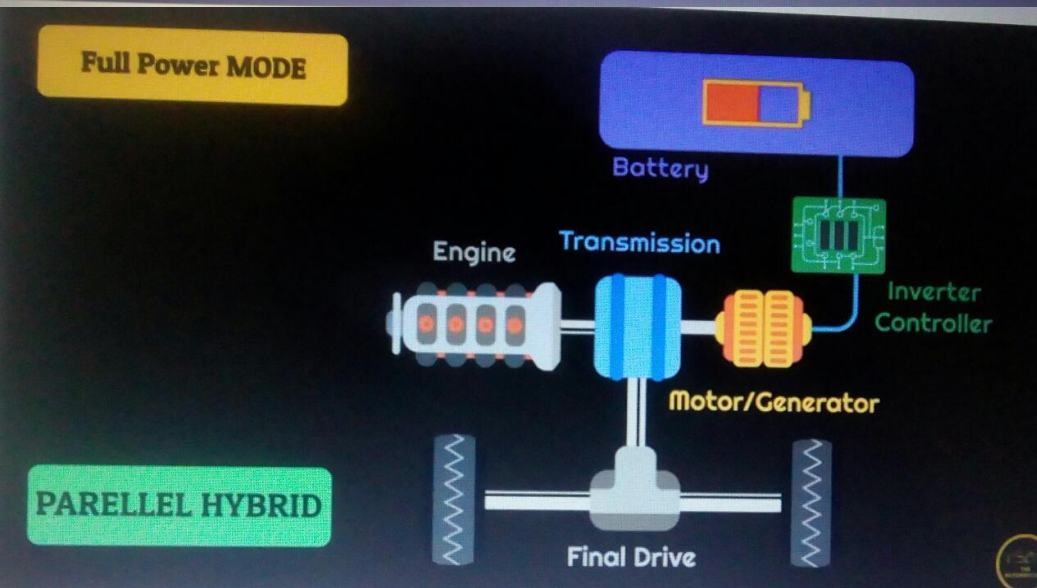 Full Power MODE
Battery
Engine
Transmission
Inverter
Controller
Motor/Generator
PARELLEL HYBRID
Final Drive